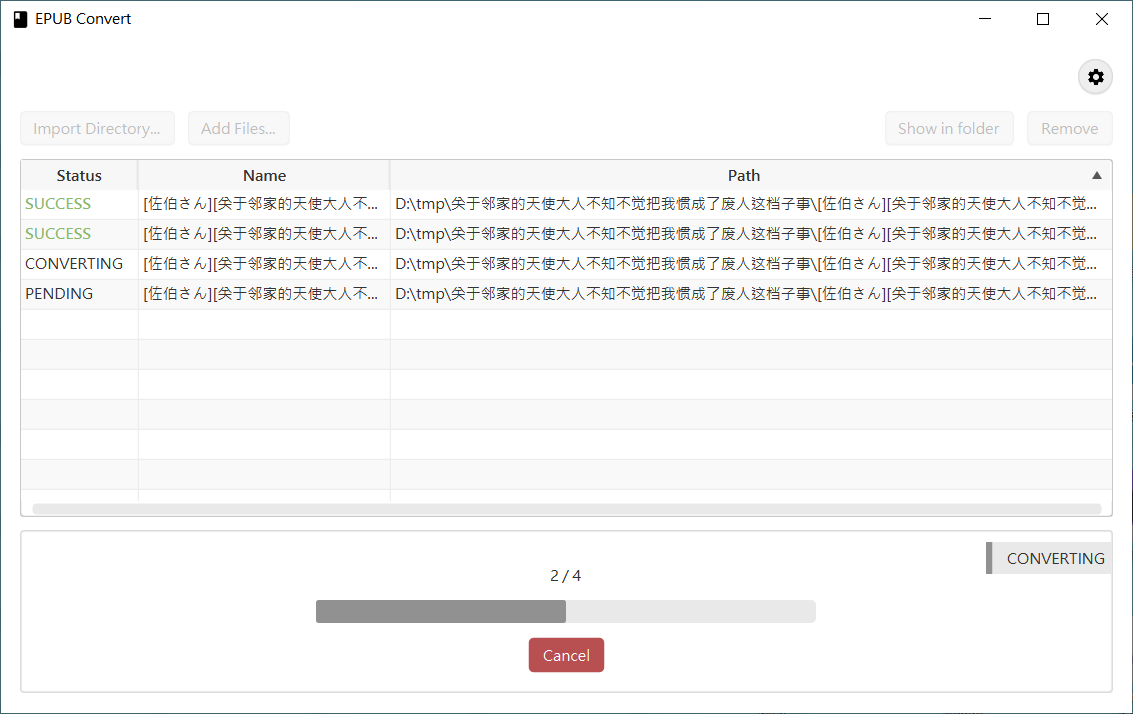 EPUB Convert
Import Directory...
Add Files...
Show in folder
Remove
Status Name Path
SUCCESS [佐伯さん][关于邻家的天使大人不... D:\tmp\关于邻家的天使大人不知不觉把我惯成了废人这档子事\[佐伯さん][关于邻家的天使大人不知不觉...
SUCCESS [佐伯さん][关于邻家的天使大人不... D:\tmp\关于邻家的天使大人不知不觉把我惯成了废人这档子事\[佐伯さん][关于邻家的天使大人不知不觉...
CONVERTING [佐伯さん][关于邻家的天使大人不... D:\tmp\关于邻家的天使大人不知不觉把我惯成了废人这档子事\[佐伯さん][关于邻家的天使大人不知不觉...
PENDING [佐伯さん][关于邻家的天使大人不... D:\tmp\关于邻家的天使大人不知不觉把我惯成了废人这档子事\[佐伯さん][关于邻家的天使大人不知不觉...
CONVERTING
2 / 4
Cancel